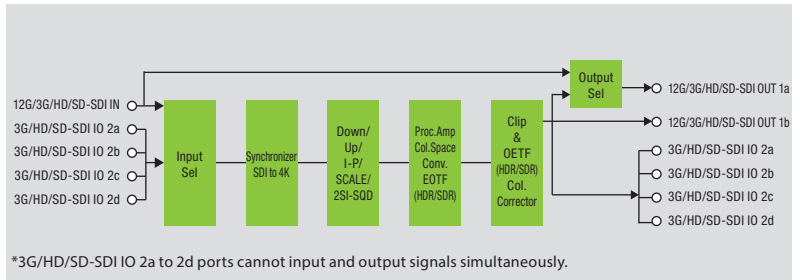 Output
Sel
12G/3G/HD/SD-SDI OUT 1a
12G/3G/HD/SD-SDI IN
3G/HD/SD-SDI IO 2a
3G/HD/SD-SDI IO 2b
3G/HD/SD-SDI IO 2c
3G/HD/SD-SDI IO 2d
Input
Sel
Synchronizer
SDI to 4K
Down/
Up/
I-P/
SCALE/
2SI-SQD
Proc.Amp
Col.Space
Conv.
EOTF
(HDR/SDR)
Clip
&
OETF
(HDR/SDR)
Col.
Corrector
12G/3G/HD/SD-SDI OUT 1b
3G/HD/SD-SDI IO 2a
3G/HD/SD-SDI IO 2b
3G/HD/SD-SDI IO 2c
3G/HD/SD-SDI IO 2d
*3G/HD/SD-SDI IO 2a to 2d ports cannot input and output signals simultaneously.